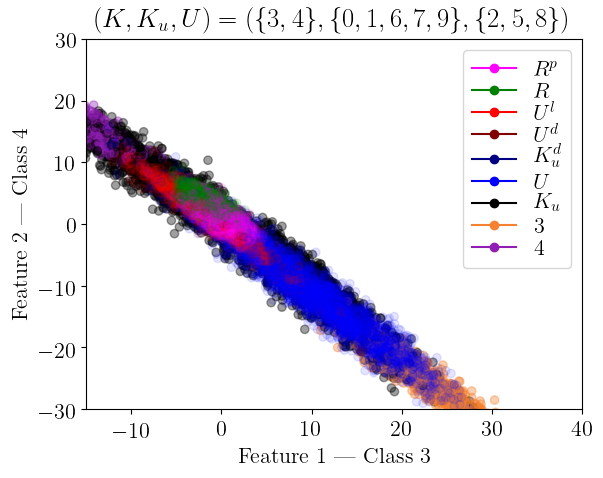 (K, K_u, U) = ({3, 4}, {0, 1, 6, 7, 9}, {2, 5, 8})
R^p
R
U^l
U^d
K_u^d
U
K_u
3
4
30
20
10
0
−10
−20
−30
Feature 2 — Class 4
−10 0 10 20 30 40
Feature 1 — Class 3